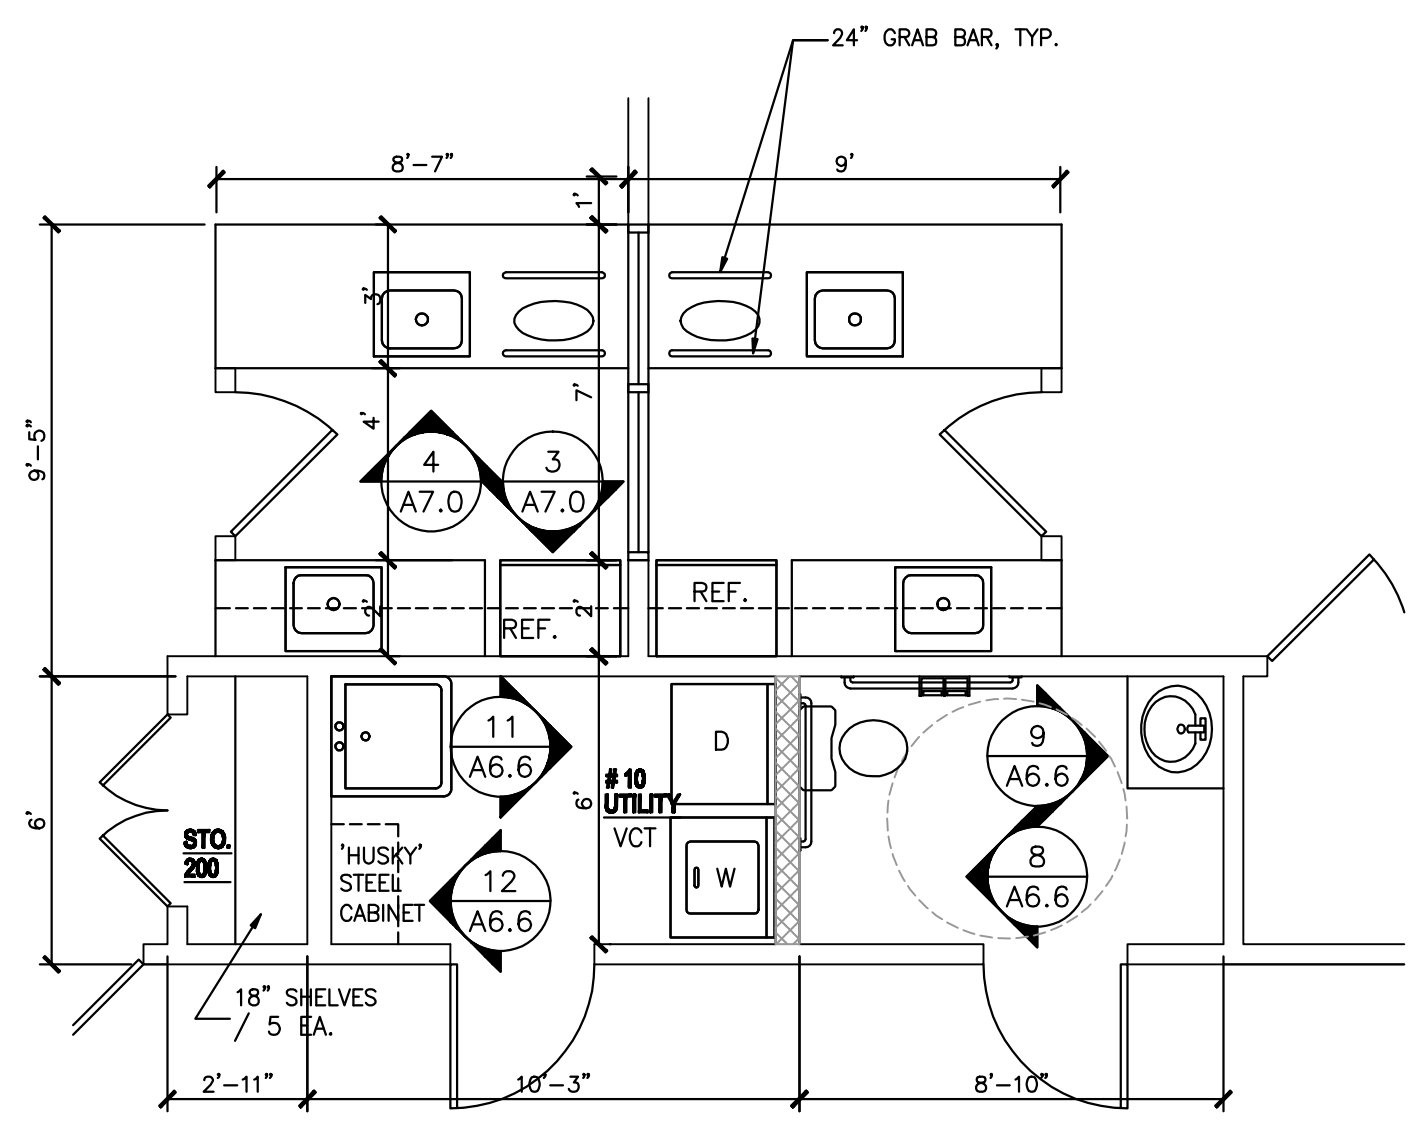 24" GRAB BAR, TYP.
8'-7"
9'
1'
3'
4'
7'
9'-5"
4
A7.0
3
A7.0
2'
2'
REF.
REF.
11
A6.6
D
9
A6.6
#10
UTILITY
VCT
6'
6'
STO.
200
'HUSKY'
STEEL
CABINET
12
A6.6
W
8
A6.6
18" SHELVES
/ 5 EA.
2'-11"
10'-3"
8'-10"